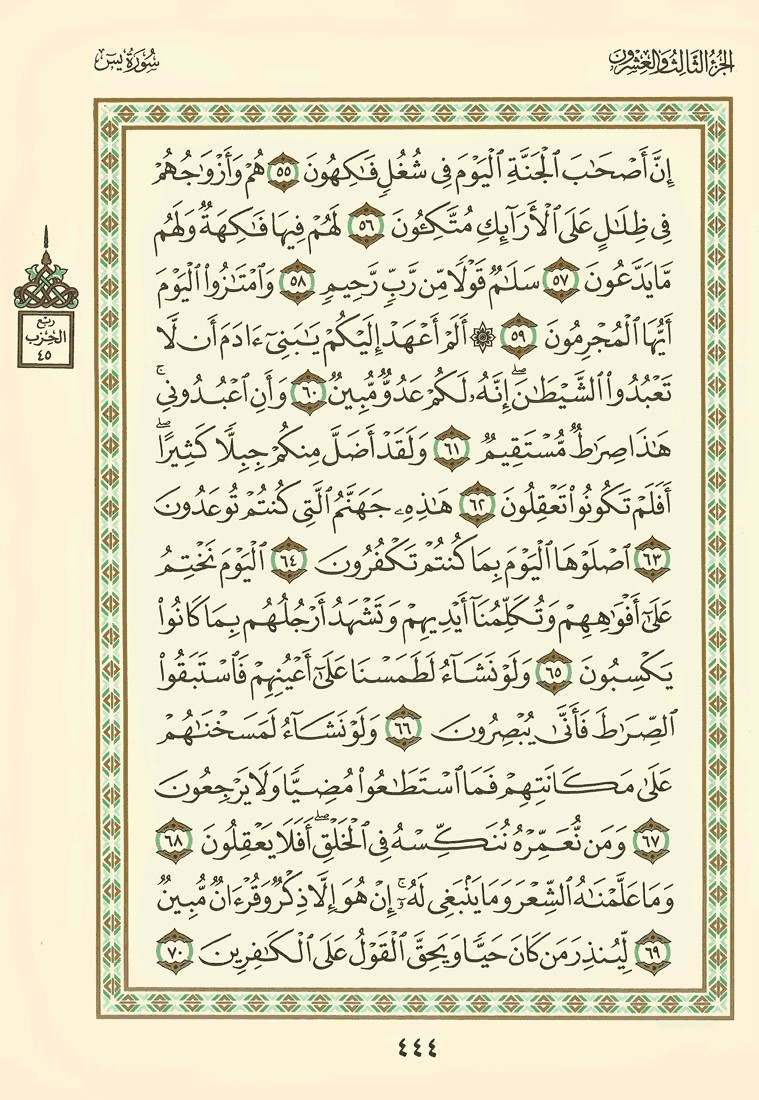 الجزء الثالث والعشرون
سورة يس
إِنَّ أَصْحَٰبَ ٱلْجَنَّةِ ٱلْيَوْمَ فِى شُغُلٍ فَٰكِهُونَ ٥٥ هُمْ وَأَزْوَٰجُهُمْ
فِى ظِلَٰلٍ عَلَى ٱلْأَرَآئِكِ مُتَّكِـُٔونَ ٥٦ لَهُمْ فِيهَا فَٰكِهَةٌ وَلَهُم
مَّا يَدَّعُونَ ٥٧ سَلَٰمٌ قَوْلًا مِّن رَّبٍّ رَّحِيمٍ ٥٨ وَٱمْتَٰزُوا۟ ٱلْيَوْمَ
أَيُّهَا ٱلْمُجْرِمُونَ ٥٩ ۞ أَلَمْ أَعْهَدْ إِلَيْكُمْ يَٰبَنِىٓ ءَادَمَ أَن لَّا
تَعْبُدُوا۟ ٱلشَّيْطَٰنَ ۖ إِنَّهُۥ لَكُمْ عَدُوٌّ مُّبِينٌ ٦٠ وَأَنِ ٱعْبُدُونِى ۚ
هَٰذَا صِرَٰطٌ مُّسْتَقِيمٌ ٦١ وَلَقَدْ أَضَلَّ مِنكُمْ جِبِلًّا كَثِيرًا ۖ
أَفَلَمْ تَكُونُوا۟ تَعْقِلُونَ ٦٢ هَٰذِهِۦ جَهَنَّمُ ٱلَّتِى كُنتُمْ تُوعَدُونَ
٦٣ ٱصْلَوْهَا ٱلْيَوْمَ بِمَا كُنتُمْ تَكْفُرُونَ ٦٤ ٱلْيَوْمَ نَخْتِمُ
عَلَىٰٓ أَفْوَٰهِهِمْ وَتُكَلِّمُنَآ أَيْدِيهِمْ وَتَشْهَدُ أَرْجُلُهُم بِمَا كَانُوا۟
يَكْسِبُونَ ٦٥ وَلَوْ نَشَآءُ لَطَمَسْنَا عَلَىٰٓ أَعْيُنِهِمْ فَٱسْتَبَقُوا۟
ٱلصِّرَٰطَ فَأَنَّىٰ يُبْصِرُونَ ٦٦ وَلَوْ نَشَآءُ لَمَسَخْنَٰهُمْ
عَلَىٰ مَكَانَتِهِمْ فَمَا ٱسْتَطَٰعُوا۟ مُضِيًّا وَلَا يَرْجِعُونَ
٦٧ وَمَن نُّعَمِّرْهُ نُنَكِّسْهُ فِى ٱلْخَلْقِ ۖ أَفَلَا يَعْقِلُونَ ٦٨
وَمَا عَلَّمْنَٰهُ ٱلشِّعْرَ وَمَا يَنۢبَغِى لَهُۥٓ ۚ إِنْ هُوَ إِلَّا ذِكْرٌ وَقُرْءَانٌ مُّبِينٌ
٦٩ لِّيُنذِرَ مَن كَانَ حَيًّا وَيَحِقَّ ٱلْقَوْلُ عَلَى ٱلْكَٰفِرِينَ ٧٠
ربع
الحزب
٤٥
٤٤٤